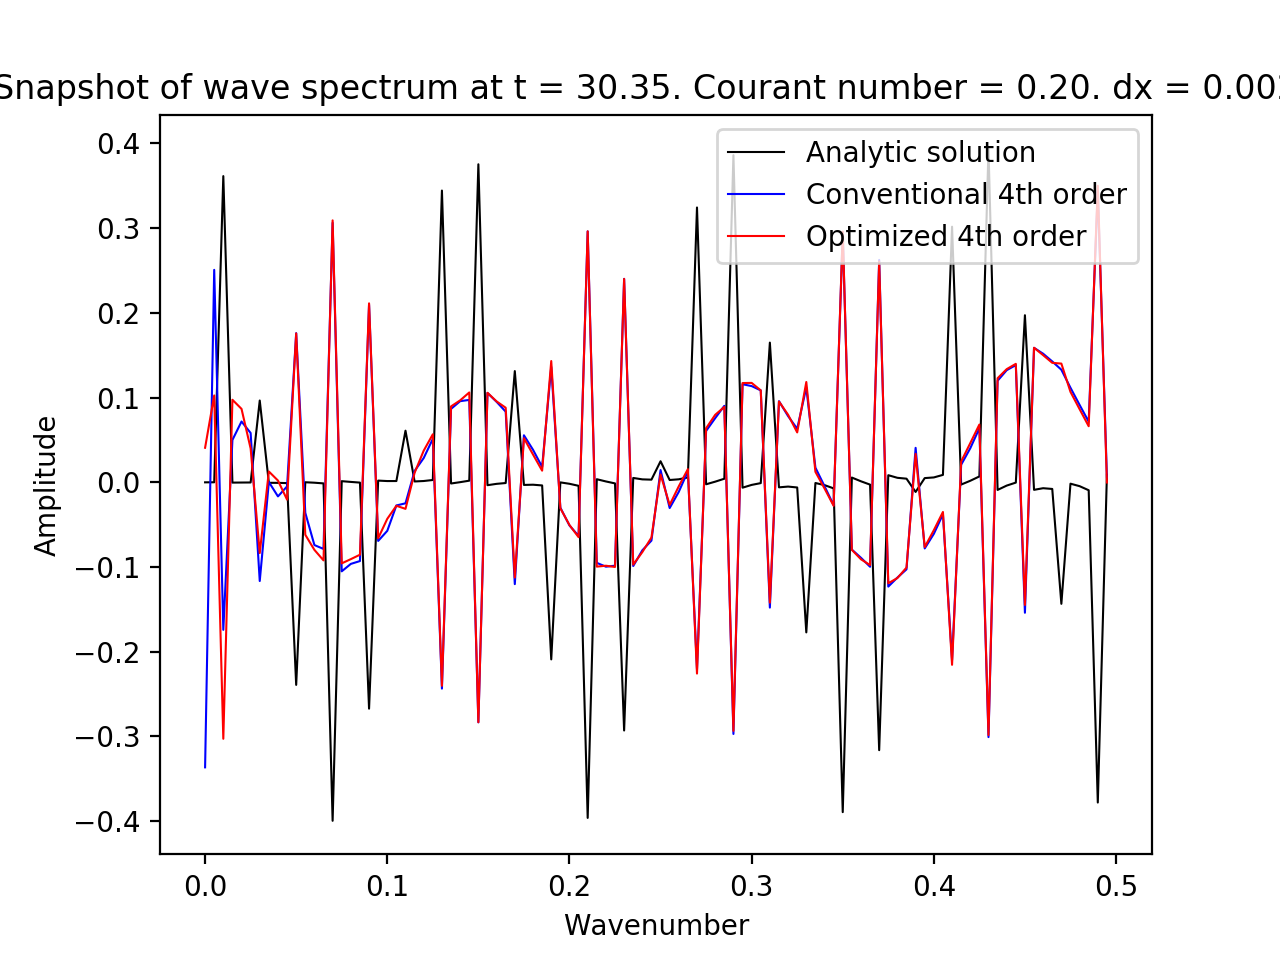 Snapshot of wave spectrum at t = 30.35. Courant number = 0.20. dx = 0.002
Analytic solution
Conventional 4th order
Optimized 4th order
Amplitude
0.4
0.3
0.2
0.1
0.0
−0.1
−0.2
−0.3
−0.4
0.0 0.1 0.2 0.3 0.4 0.5
Wavenumber